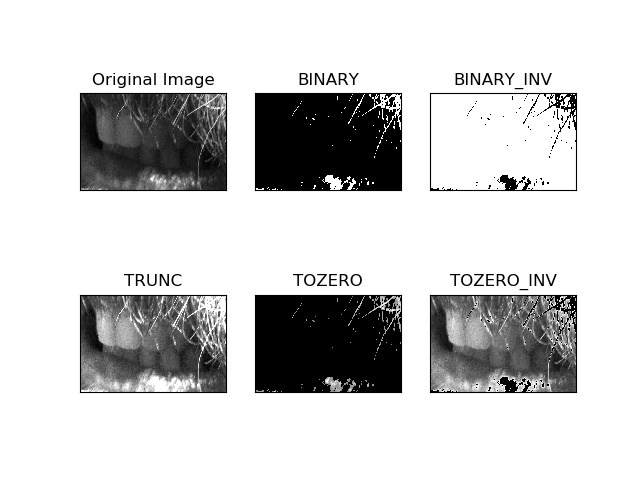 Original Image
BINARY
BINARY_INV
TRUNC
TOZERO
TOZERO_INV